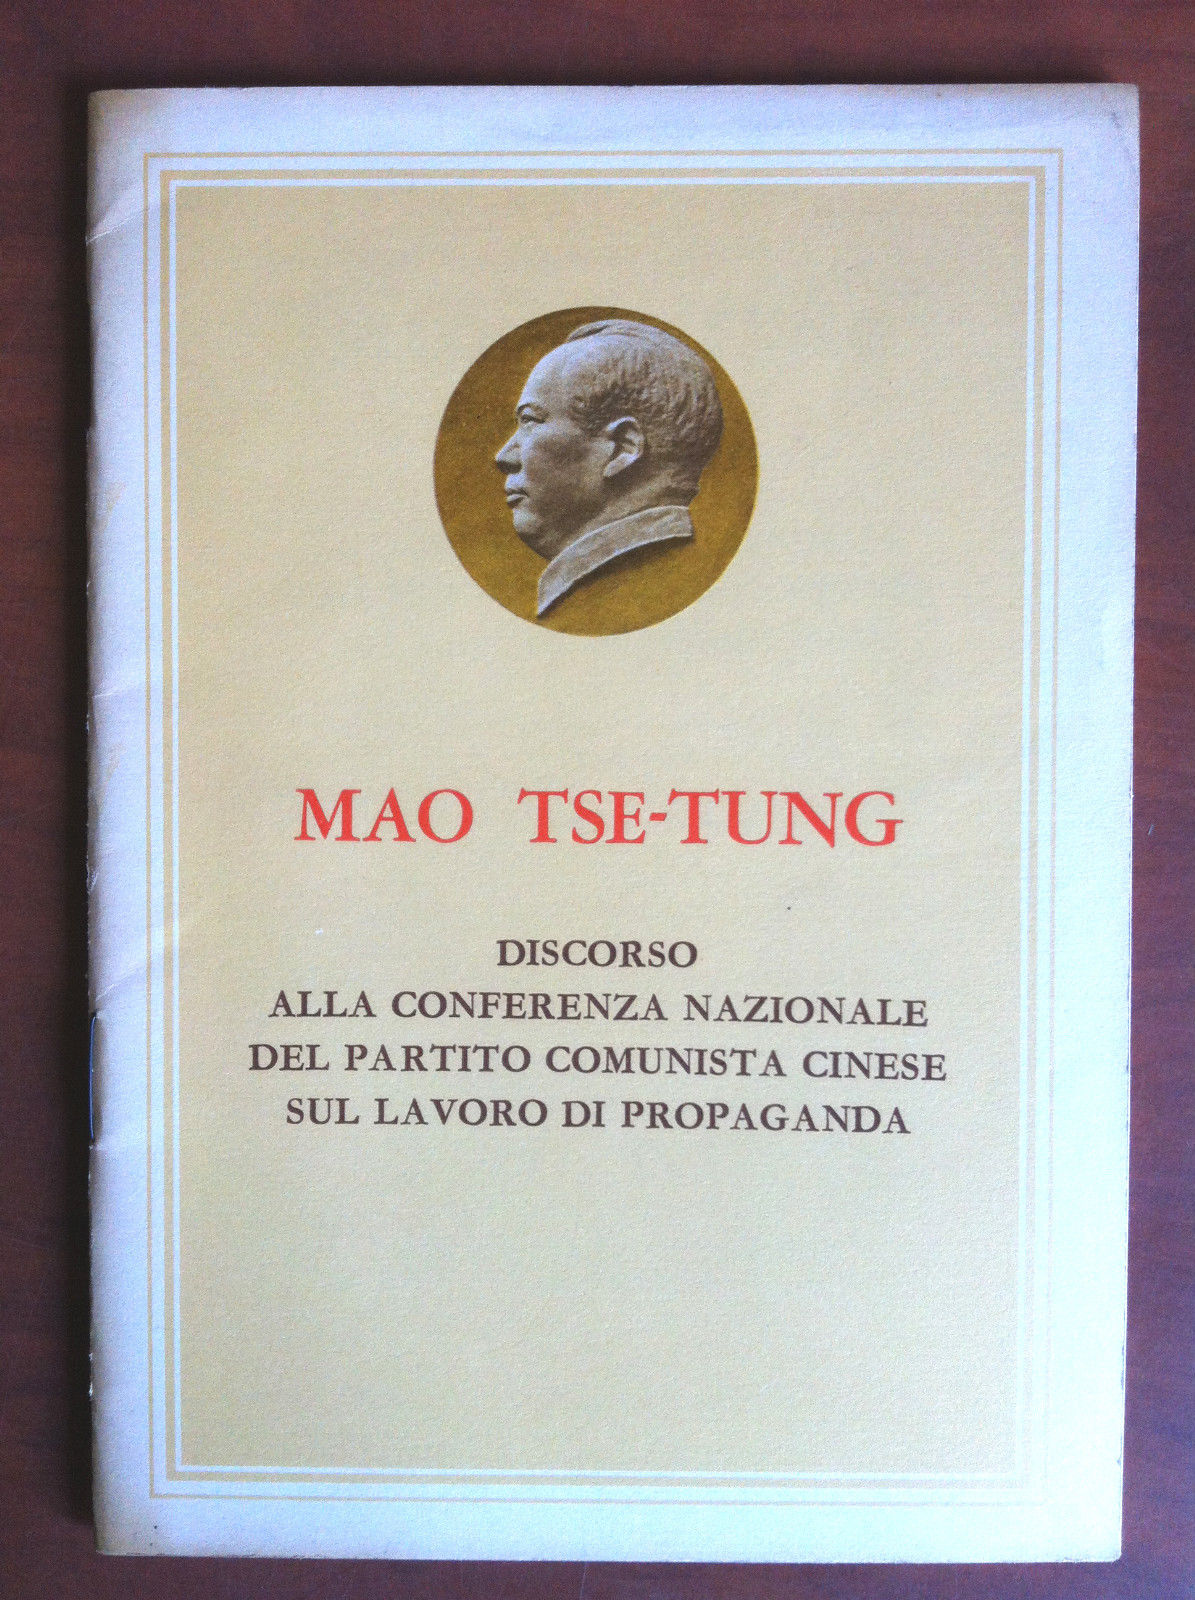 MAO TSE-TUNG
DISCORSO
ALLA CONFERENZA NAZIONALE
DEL PARTITO COMUNISTA CINESE
SUL LAVORO DI PROPAGANDA